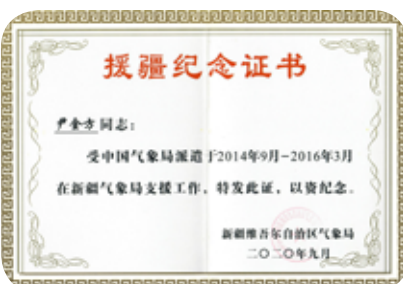 援疆纪念证书
尹金方 同志：
受中国气象局派遣于2014年9月-2016年3月
在新疆气象局支援工作，特发此证，以资纪念。
新疆维吾尔自治区气象局
二〇二〇年九月